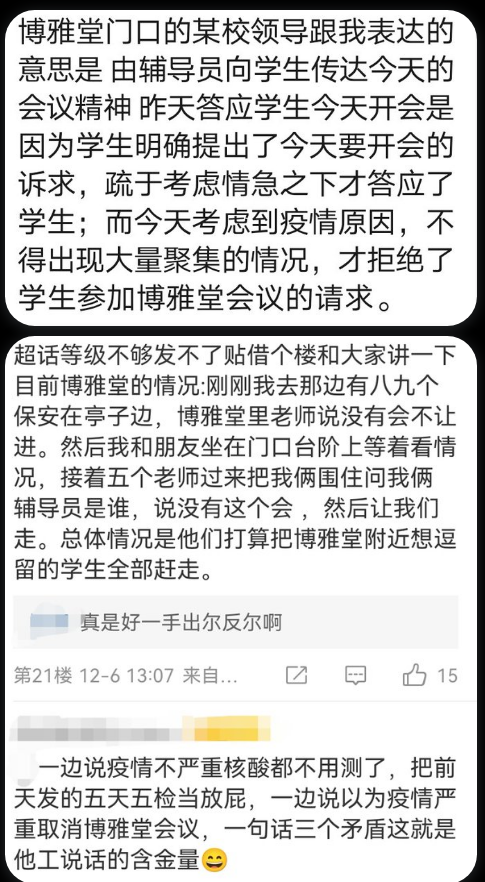 博雅堂门口的某校领导跟我表达的
意思是 由辅导员向学生传达今天的
会议精神 昨天答应学生今天开会是
因为学生明确提出了今天要开会的
诉求，疏于考虑情急之下才答应了
学生；而今天考虑到疫情原因，不
得出现大量聚集的情况，才拒绝了
学生参加博雅堂会议的请求。
超话等级不够发不了贴借个楼和大家讲一下
目前博雅堂的情况:刚刚我去那边有八九个
保安在亭子边，博雅堂里老师说没有会不让
进。然后我和朋友坐在门口台阶上等着看情
况，接着五个老师过来把我俩围住问我俩
辅导员是谁，说没有这个会 ，然后让我们
走。总体情况是他们打算把博雅堂附近想逗
留的学生全部赶走。
真是好一手出尔反尔啊
第21楼 12-6 13:07 来自...
15
一边说疫情不严重核酸都不用测了，把前
天发的五天五检当放屁，一边说以为疫情严
重取消博雅堂会议，一句话三个矛盾这就是
他工说话的含金量😄